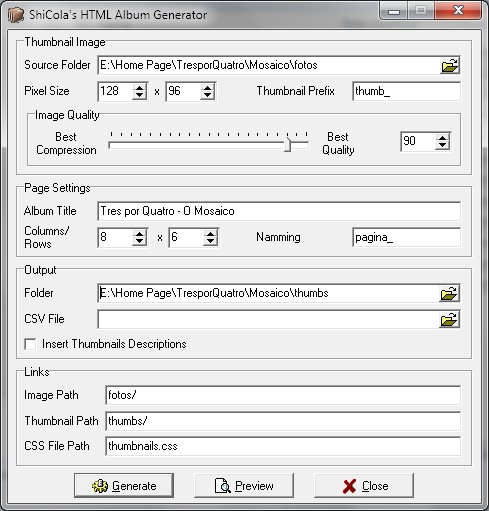 ShiCola's HTML Album Generator
Thumbnail Image
Source Folder E:\Home Page\TresporQuatro\Mosaico\fotos
Pixel Size 128 x 96 Thumbnail Prefix thumb_
Image Quality
Best Compression Best Quality 90
Page Settings
Album Title Tres por Quatro - O Mosaico
Columns/ Rows 8 x 6 Namming pagina_
Output
Folder E:\Home Page\TresporQuatro\Mosaico\thumbs
CSV File
Insert Thumbnails Descriptions
Links
Image Path fotos/
Thumbnail Path thumbs/
CSS File Path thumbnails.css
Generate Preview Close